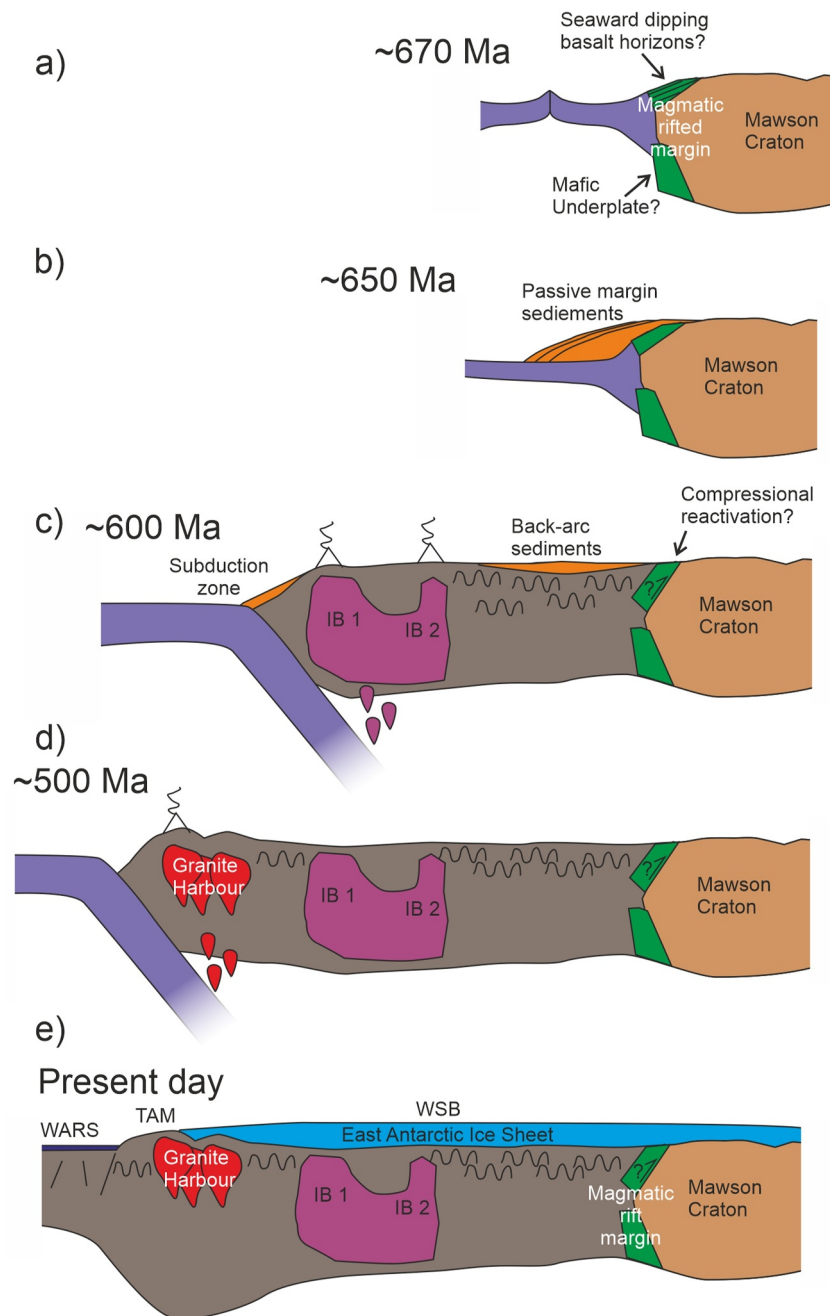 a)
~670 Ma
Seaward dipping
basalt horizons?
Magmatic
rifted
margin
Mawson
Craton
Mafic
Underplate?
b)
~650 Ma
Passive margin
sediements
Mawson
Craton
c)
~600 Ma
Subduction
zone
Back-arc
sediments
Compressional
reactivation?
IB 1
IB 2
?
Mawson
Craton
d)
~500 Ma
Granite
Harbour
IB 1
IB 2
?
Mawson
Craton
e)
Present day
WARS
TAM
WSB
East Antarctic Ice Sheet
Granite
Harbour
IB 1
IB 2
?
Magmatic
rift
margin
Mawson
Craton